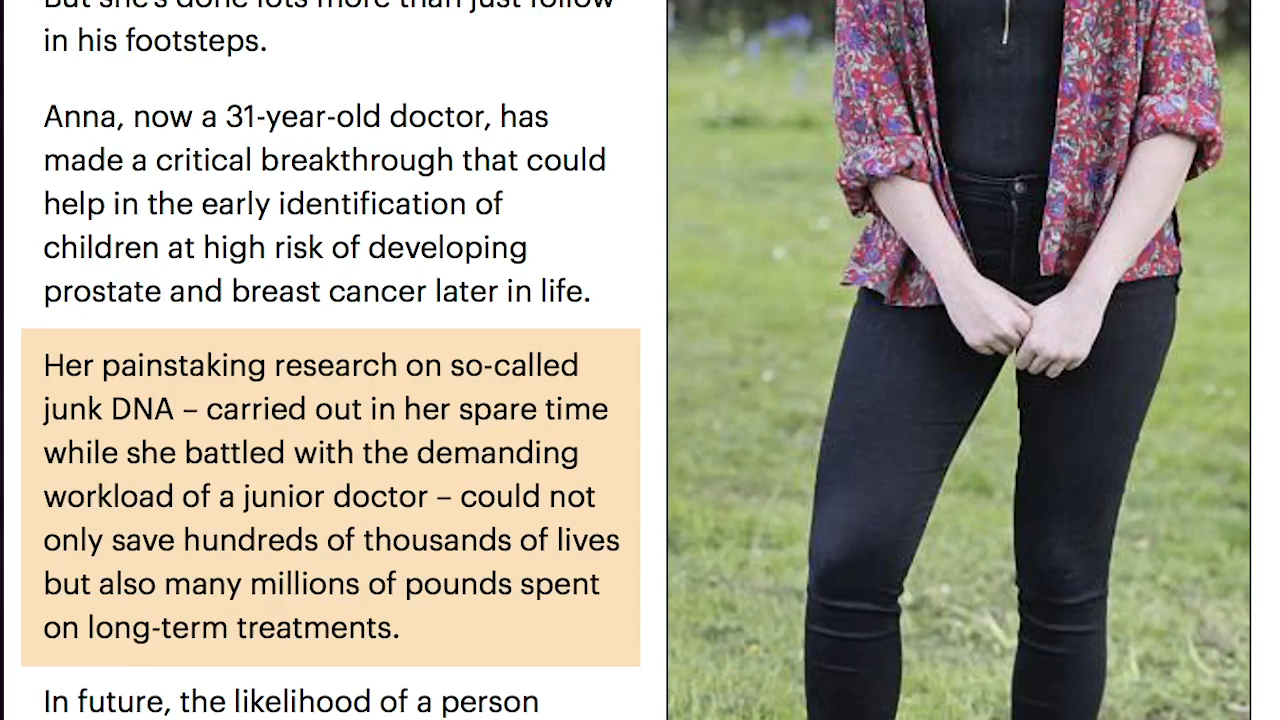 But she's done lots more than just follow
in his footsteps.
Anna, now a 31-year-old doctor, has
made a critical breakthrough that could
help in the early identification of
children at high risk of developing
prostate and breast cancer later in life.
Her painstaking research on so-called
junk DNA – carried out in her spare time
while she battled with the demanding
workload of a junior doctor – could not
only save hundreds of thousands of lives
but also many millions of pounds spent
on long-term treatments.
In future, the likelihood of a person